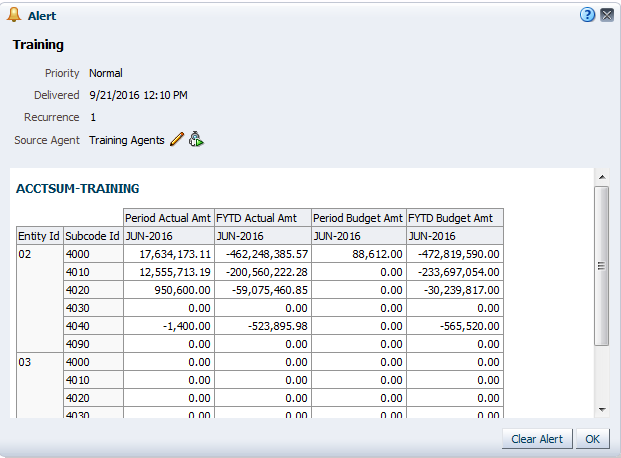 Alert
Training
Priority Normal
Delivered 9/21/2016 12:10 PM
Recurrence 1
Source Agent Training Agents
ACCTSUM-TRAINING
Period Actual Amt FYTD Actual Amt Period Budget Amt FYTD Budget Amt
Entity Id Subcode Id JUN-2016 JUN-2016 JUN-2016 JUN-2016
02 4000 17,634,173.11 -462,248,385.57 88,612.00 -472,819,590.00
4010 12,555,713.19 -200,560,222.28 0.00 -233,697,054.00
4020 950,600.00 -59,075,460.85 0.00 -30,239,817.00
4030 0.00 0.00 0.00 0.00
4040 -1,400.00 -523,895.98 0.00 -565,520.00
4090 0.00 0.00 0.00 0.00
03 4000 0.00 0.00 0.00 0.00
4010 0.00 0.00 0.00 0.00
4020 0.00 0.00 0.00 0.00
4030 0.00 0.00 0.00 0.00
Clear Alert OK